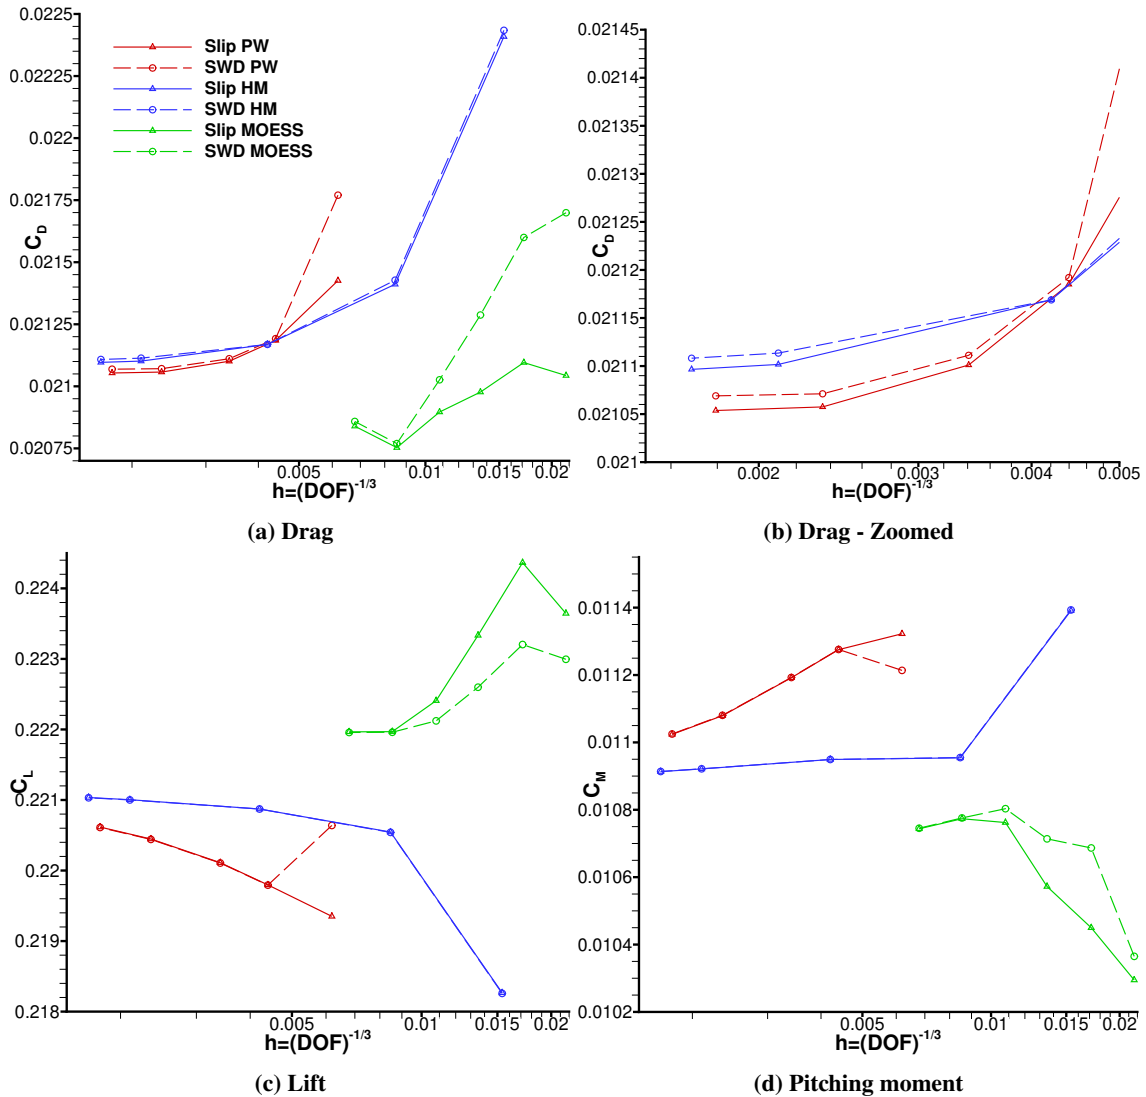 0.0225
0.02225
0.022
0.02175
0.0215
0.02125
0.021
0.02075
C_D
Slip PW
SWD PW
Slip HM
SWD HM
Slip MOESS
SWD MOESS
0.005 0.01 0.015 0.02
h=(DOF)^-1/3
(a) Drag
0.02145
0.0214
0.02135
0.0213
0.02125
0.0212
0.02115
0.0211
0.02105
0.021
C_D
0.002 0.003 0.004 0.005
h=(DOF)^-1/3
(b) Drag - Zoomed
0.224
0.223
0.222
0.221
0.22
0.219
0.218
C_L
0.005 0.01 0.015 0.02
h=(DOF)^-1/3
(c) Lift
0.0114
0.0112
0.011
0.0108
0.0106
0.0104
0.0102
C_M
0.005 0.01 0.015 0.02
h=(DOF)^-1/3
(d) Pitching moment